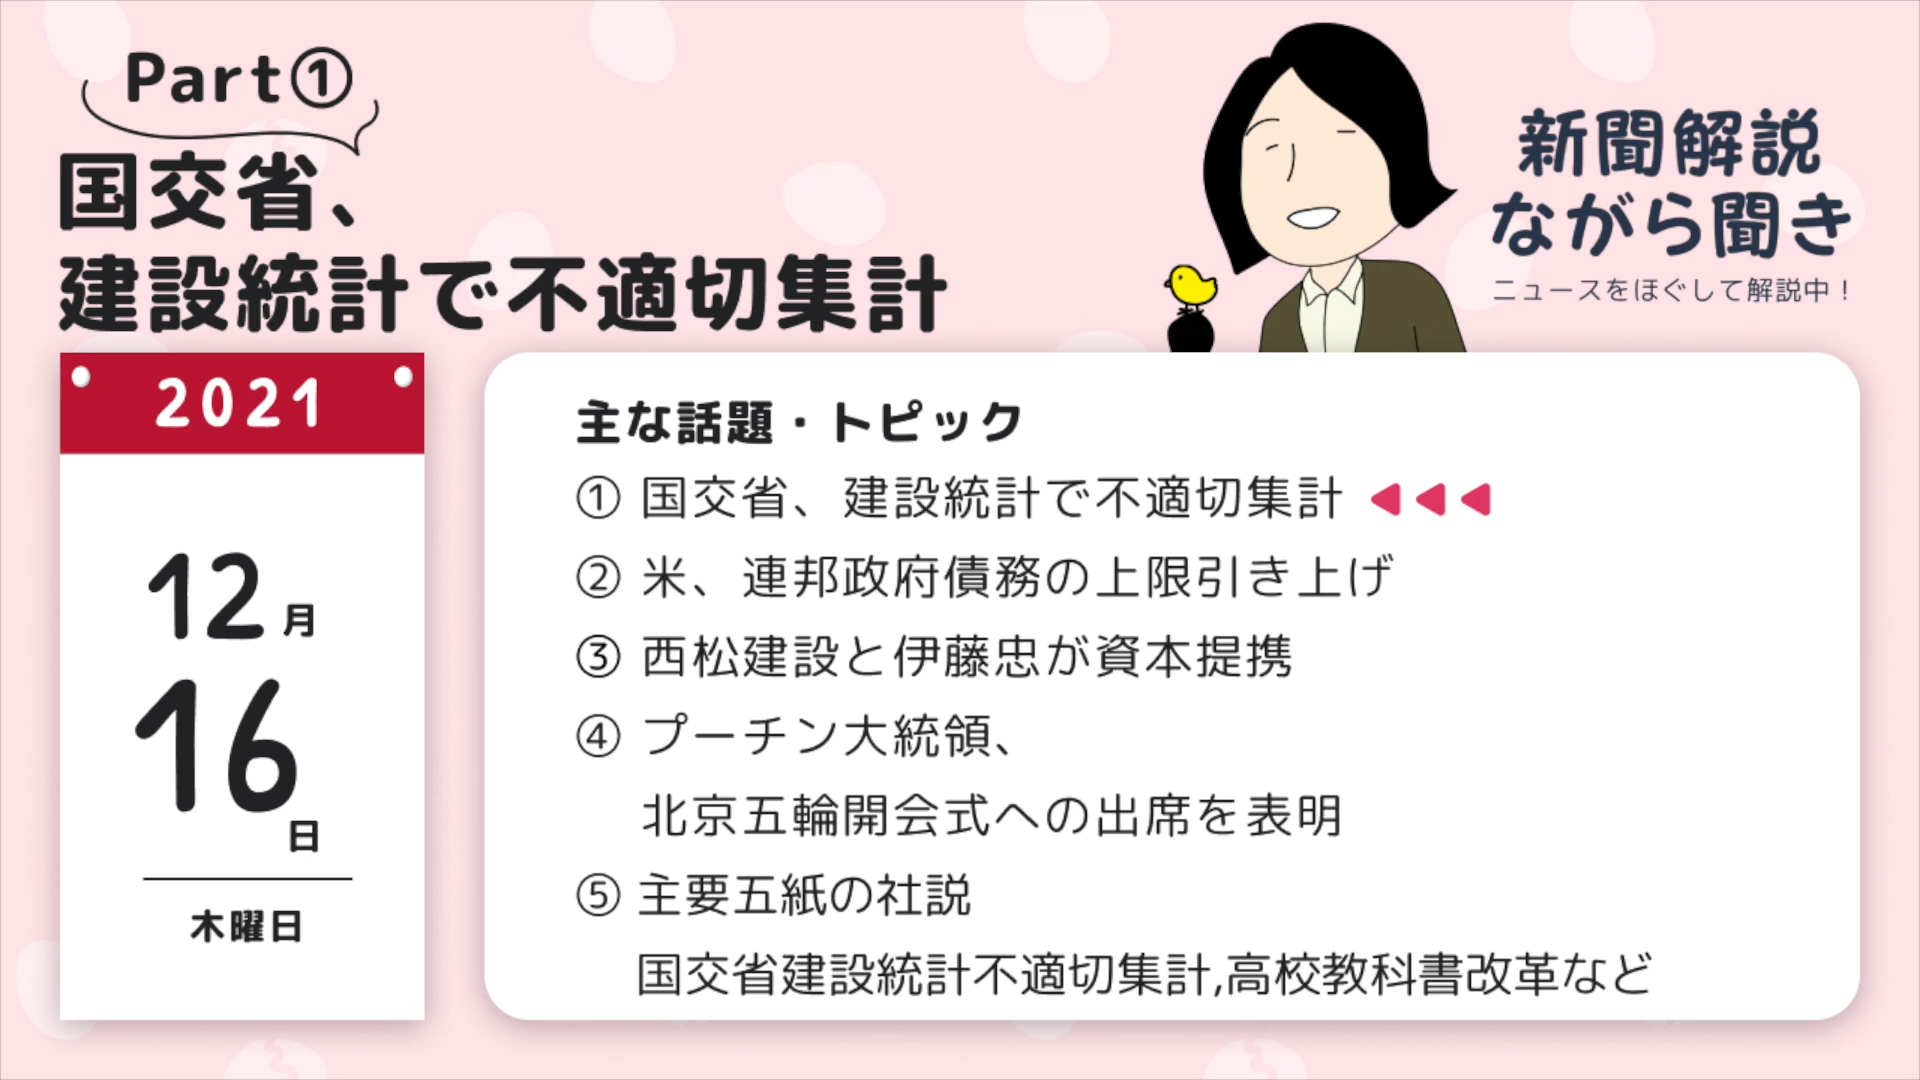 Part①
国交省、
建設統計で不適切集計
新聞解説
ながら聞き
ニュースをほぐして解説中！
2021
12月
16日
木曜日
主な話題・トピック
① 国交省、建設統計で不適切集計
② 米、連邦政府債務の上限引き上げ
③ 西松建設と伊藤忠が資本提携
④ プーチン大統領、
北京五輪開会式への出席を表明
⑤ 主要五紙の社説
国交省建設統計不適切集計,高校教科書改革など